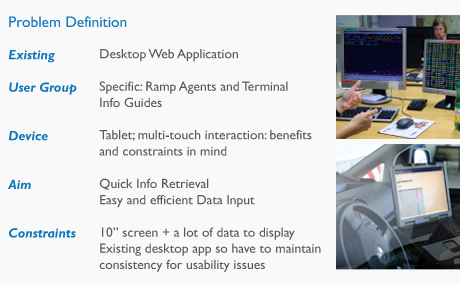 Problem Definition
Existing Desktop Web Application
User Group Specific: Ramp Agents and Terminal
Info Guides
Device Tablet; multi-touch interaction: benefits
and constraints in mind
Aim Quick Info Retrieval
Easy and efficient Data Input
Constraints 10” screen + a lot of data to display
Existing desktop app so have to maintain
consistency for usability issues